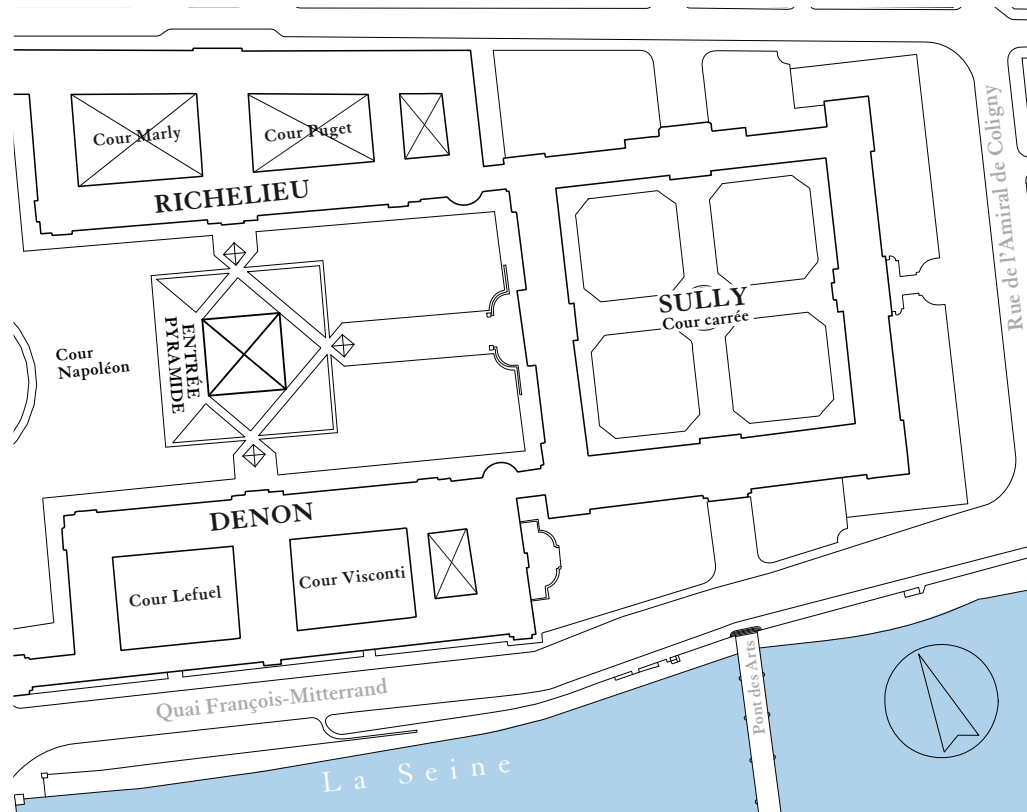 Cour Marly
Cour Puget
RICHELIEU
Rue de l'Amiral de Coligny
SULLY
Cour carrée
Cour
Napoléon
ENTRÉE
PYRAMIDE
DENON
Cour Lefuel
Cour Visconti
Quai François-Mitterrand
Pont des Arts
La Seine